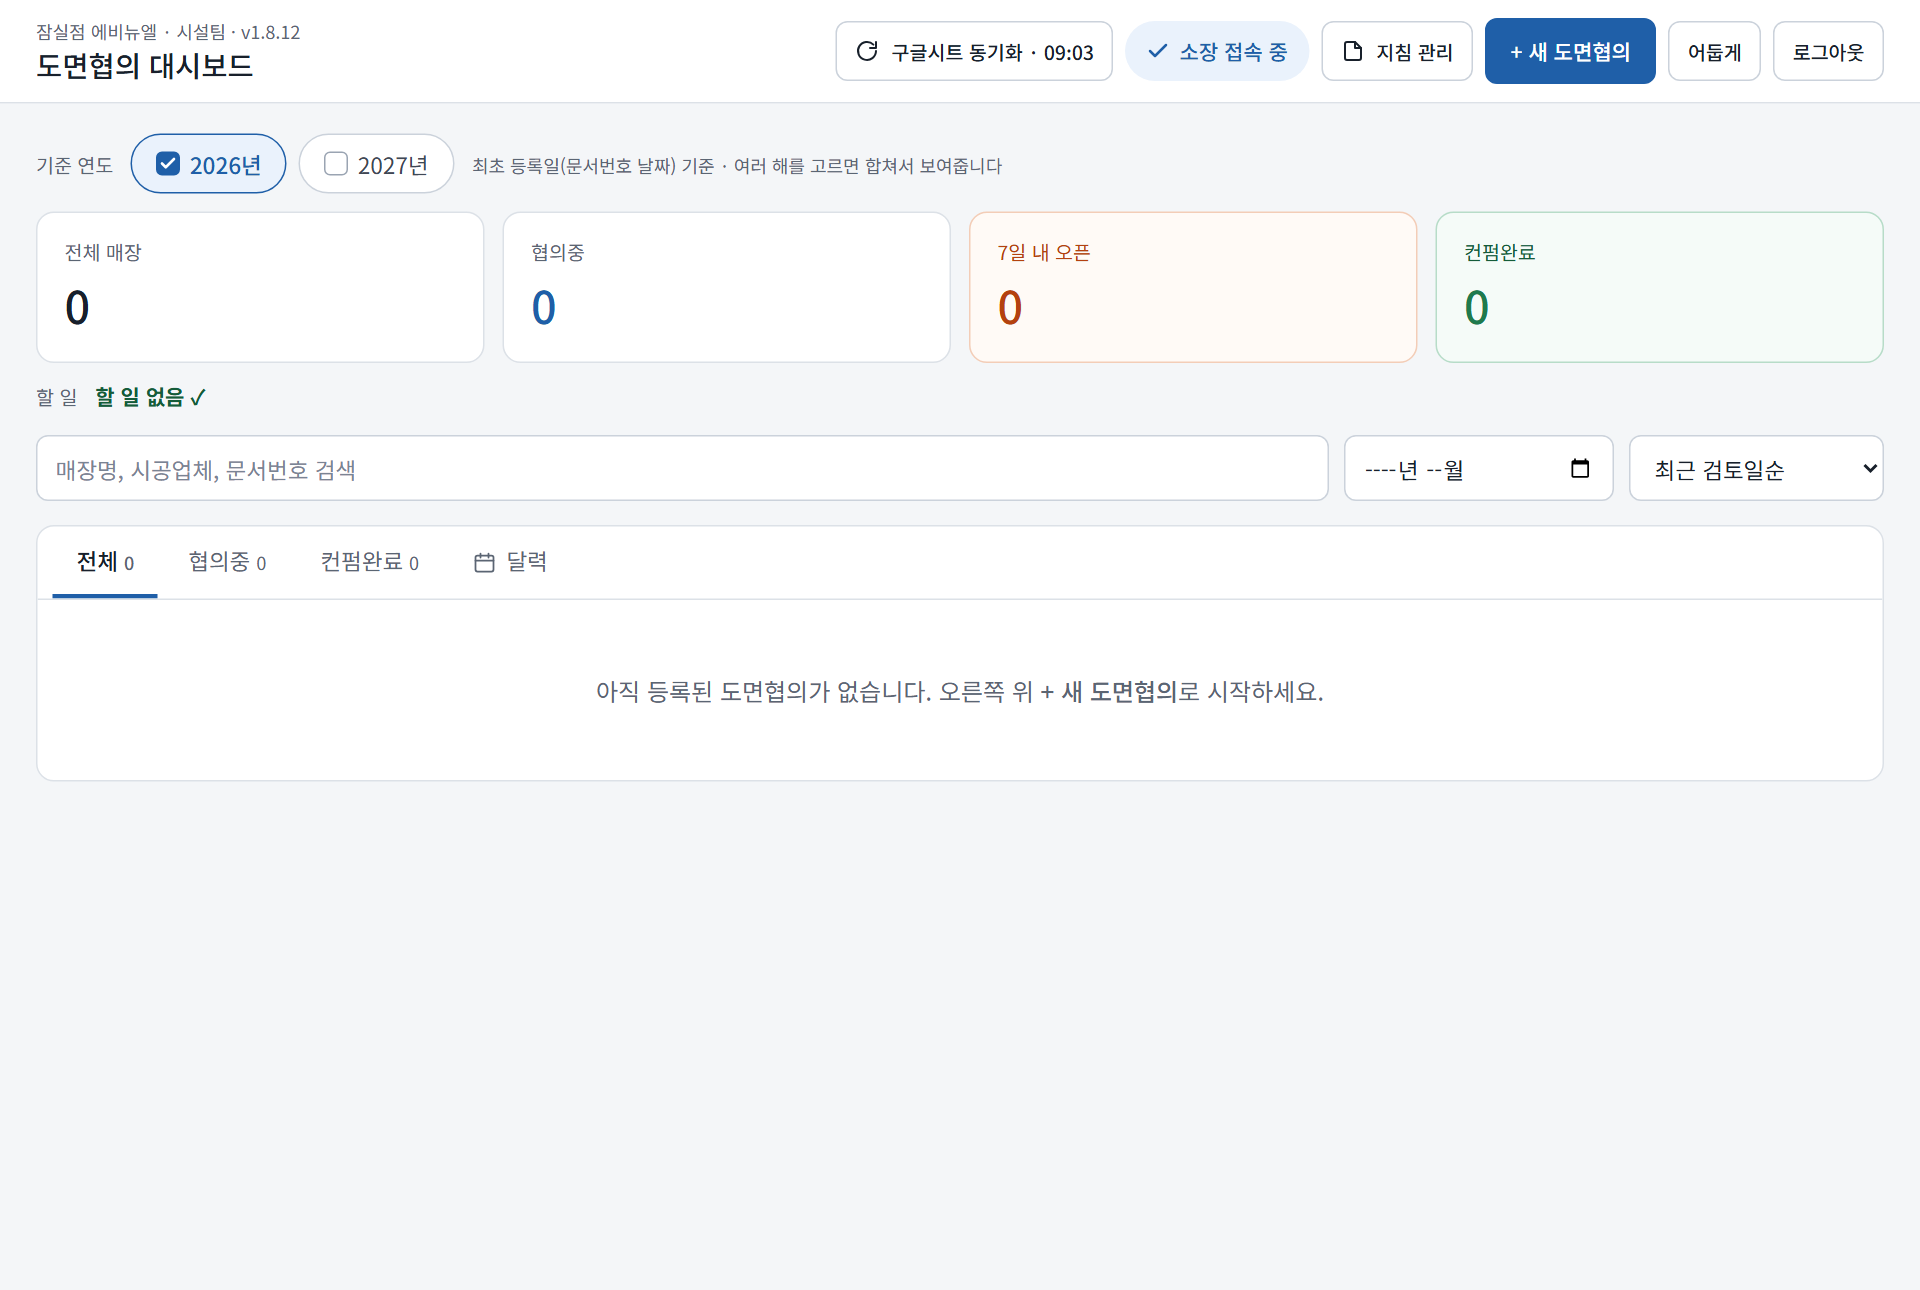 잠실점 에비뉴엘 · 시설팀 · v1.8.12
도면협의 대시보드
구글시트 동기화 · 09:03
소장 접속 중
지침 관리
+ 새 도면협의
어둡게
로그아웃
기준 연도
2026년
2027년
최초 등록일(문서번호 날짜) 기준 · 여러 해를 고르면 합쳐서 보여줍니다
전체 매장
0
협의중
0
7일 내 오픈
0
컨펌완료
0
할 일 할 일 없음 ✓
매장명, 시공업체, 문서번호 검색
----년 --월
최근 검토일순
전체 0
협의중 0
컨펌완료 0
달력
아직 등록된 도면협의가 없습니다. 오른쪽 위 + 새 도면협의로 시작하세요.